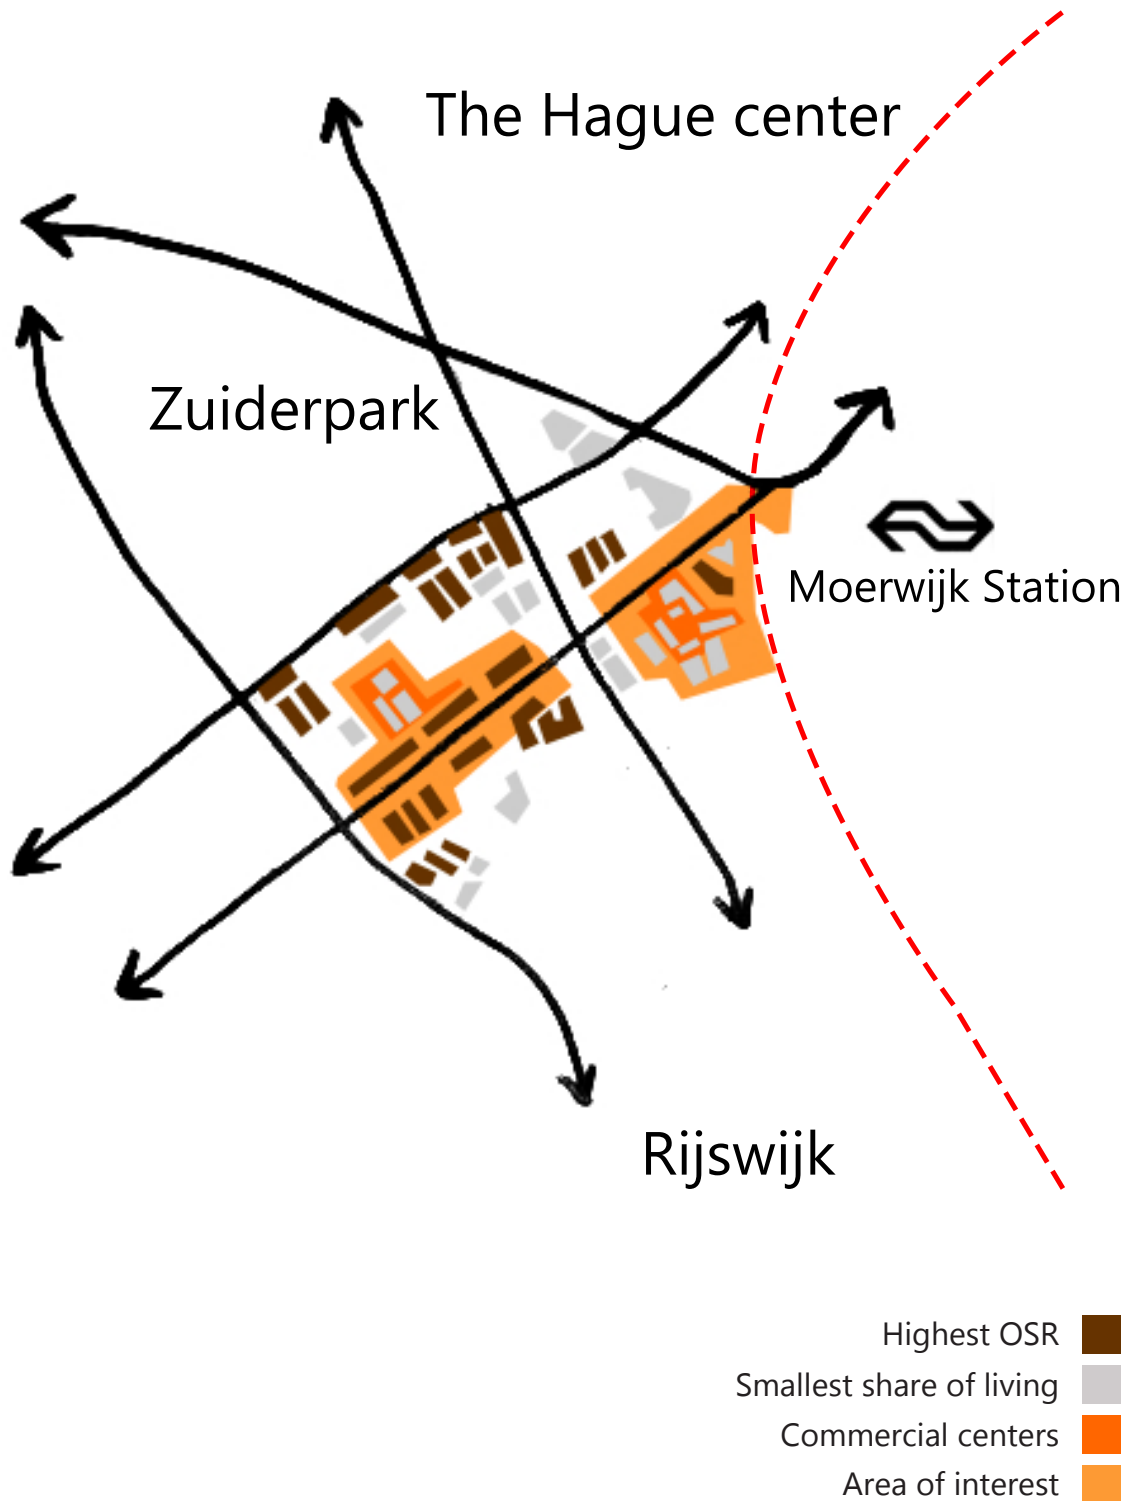 The Hague center
Zuiderpark
Moerwijk Station
Rijswijk
Highest OSR
Smallest share of living
Commercial centers
Area of interest